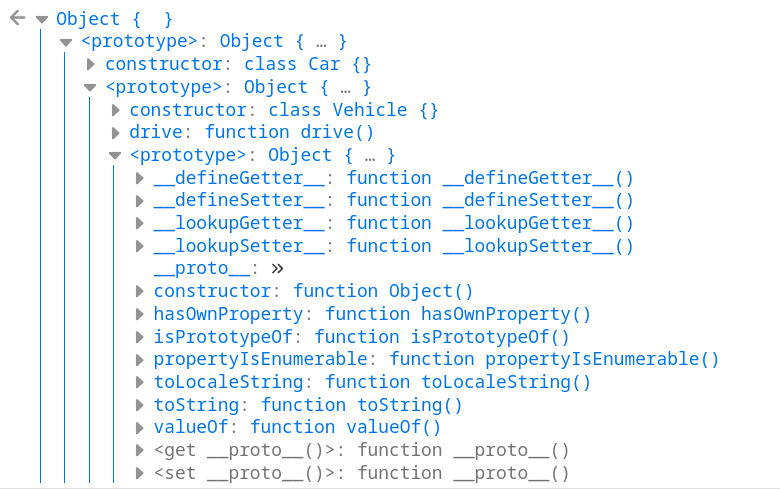 Object { }
<prototype>: Object { … }
constructor: class Car {}
<prototype>: Object { … }
constructor: class Vehicle {}
drive: function drive()
<prototype>: Object { … }
__defineGetter__: function __defineGetter__()
__defineSetter__: function __defineSetter__()
__lookupGetter__: function __lookupGetter__()
__lookupSetter__: function __lookupSetter__()
__proto__: »
constructor: function Object()
hasOwnProperty: function hasOwnProperty()
isPrototypeOf: function isPrototypeOf()
propertyIsEnumerable: function propertyIsEnumerable()
toLocaleString: function toLocaleString()
toString: function toString()
valueOf: function valueOf()
<get __proto__()>: function __proto__()
<set __proto__()>: function __proto__()